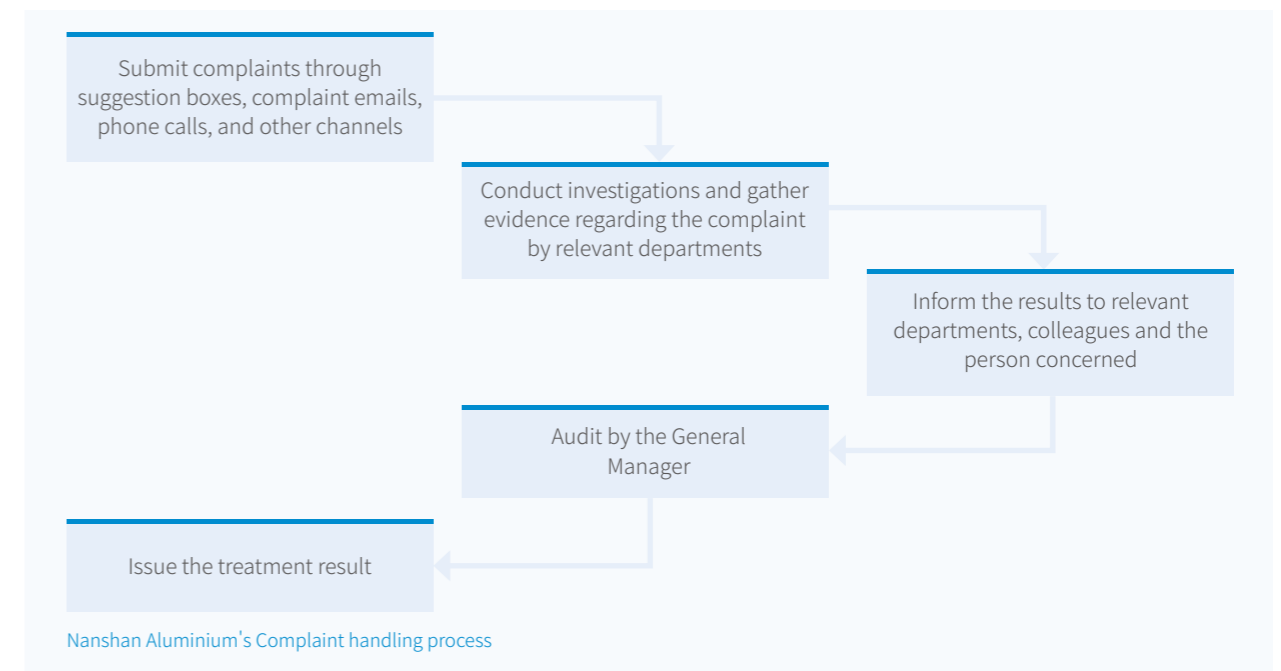 Submit complaints through
suggestion boxes, complaint emails,
phone calls, and other channels
Conduct investigations and gather
evidence regarding the complaint
by relevant departments
Inform the results to relevant
departments, colleagues and the
person concerned
Audit by the General
Manager
Issue the treatment result
Nanshan Aluminium's Complaint handling process